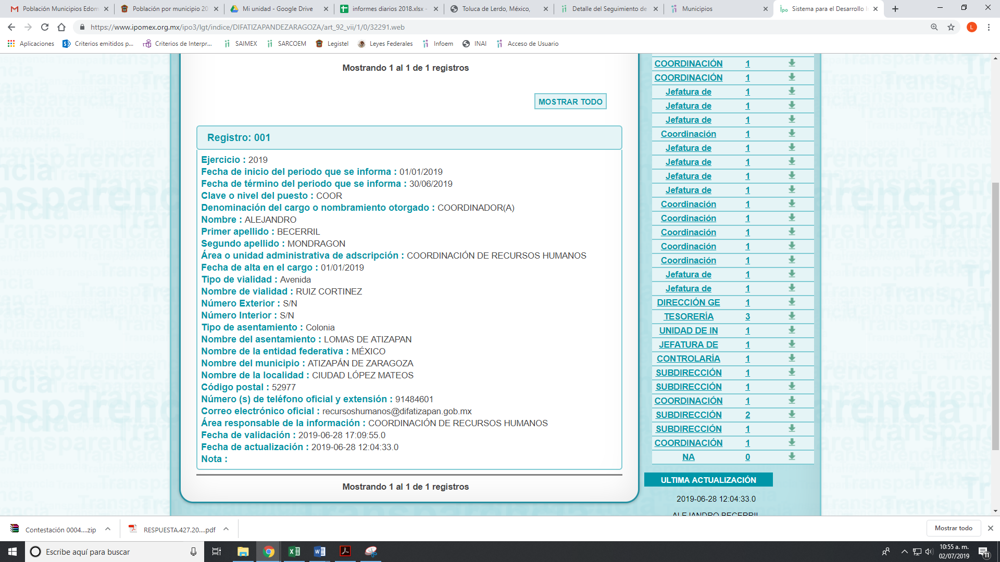 Población Municipios Edom
Población por municipio 20
Mi unidad - Google Drive
informes diarios 2018.xlsx -
Toluca de Lerdo, México,
Detalle del Seguimiento de
Municipios
ipo Sistema para el Desarrollo I
https://www.ipomex.org.mx/ipo3/lgt/indice/DIFATIZAPANDEZARAGOZA/art_92_vii/1/0/32291.web
L
Aplicaciones
Criterios emitidos p...
Criterios de Interpr...
SAIMEX
SARCOEM
Legistel
Leyes Federales
Infoem
INAI
Acceso de Usuario
Mostrando 1 al 1 de 1 registros
MOSTRAR TODO
Registro: 001
Ejercicio : 2019
Fecha de inicio del periodo que se informa : 01/01/2019
Fecha de término del periodo que se informa : 30/06/2019
Clave o nivel del puesto : COOR
Denominación del cargo o nombramiento otorgado : COORDINADOR(A)
Nombre : ALEJANDRO
Primer apellido : BECERRIL
Segundo apellido : MONDRAGON
Área o unidad administrativa de adscripción : COORDINACIÓN DE RECURSOS HUMANOS
Fecha de alta en el cargo : 01/01/2019
Tipo de vialidad : Avenida
Nombre de vialidad : RUIZ CORTINEZ
Número Exterior : S/N
Número Interior : S/N
Tipo de asentamiento : Colonia
Nombre del asentamiento : LOMAS DE ATIZAPAN
Nombre de la entidad federativa : MÉXICO
Nombre del municipio : ATIZAPÁN DE ZARAGOZA
Nombre de la localidad : CIUDAD LÓPEZ MATEOS
Código postal : 52977
Número (s) de teléfono oficial y extensión : 91484601
Correo electrónico oficial : recursoshumanos@difatizapan.gob.mx
Área responsable de la información : COORDINACIÓN DE RECURSOS HUMANOS
Fecha de validación : 2019-06-28 17:09:55.0
Fecha de actualización : 2019-06-28 12:04:33.0
Nota :
Mostrando 1 al 1 de 1 registros
COORDINACIÓN 1
COORDINACIÓN 1
Jefatura de 1
Jefatura de 1
Jefatura de 1
Coordinación 1
Jefatura de 1
Jefatura de 1
Jefatura de 1
Jefatura de 1
Coordinación 1
Coordinación 1
Coordinación 1
Coordinación 1
Coordinación 1
Jefatura de 1
Jefatura de 1
DIRECCIÓN GE 1
TESORERÍA 3
UNIDAD DE IN 1
JEFATURA DE 1
CONTROLARÍA 1
SUBDIRECCIÓN 1
SUBDIRECCIÓN 1
COORDINACIÓN 1
SUBDIRECCIÓN 2
SUBDIRECCIÓN 1
COORDINACIÓN 1
NA 0
ULTIMA ACTUALIZACIÓN
2019-06-28 12:04:33.0
ALEJANDRO BECERRIL
Contestación 0004....zip
RESPUESTA.427.20....pdf
Mostrar todo
Escribe aquí para buscar
10:55 a. m.
02/07/2019
11